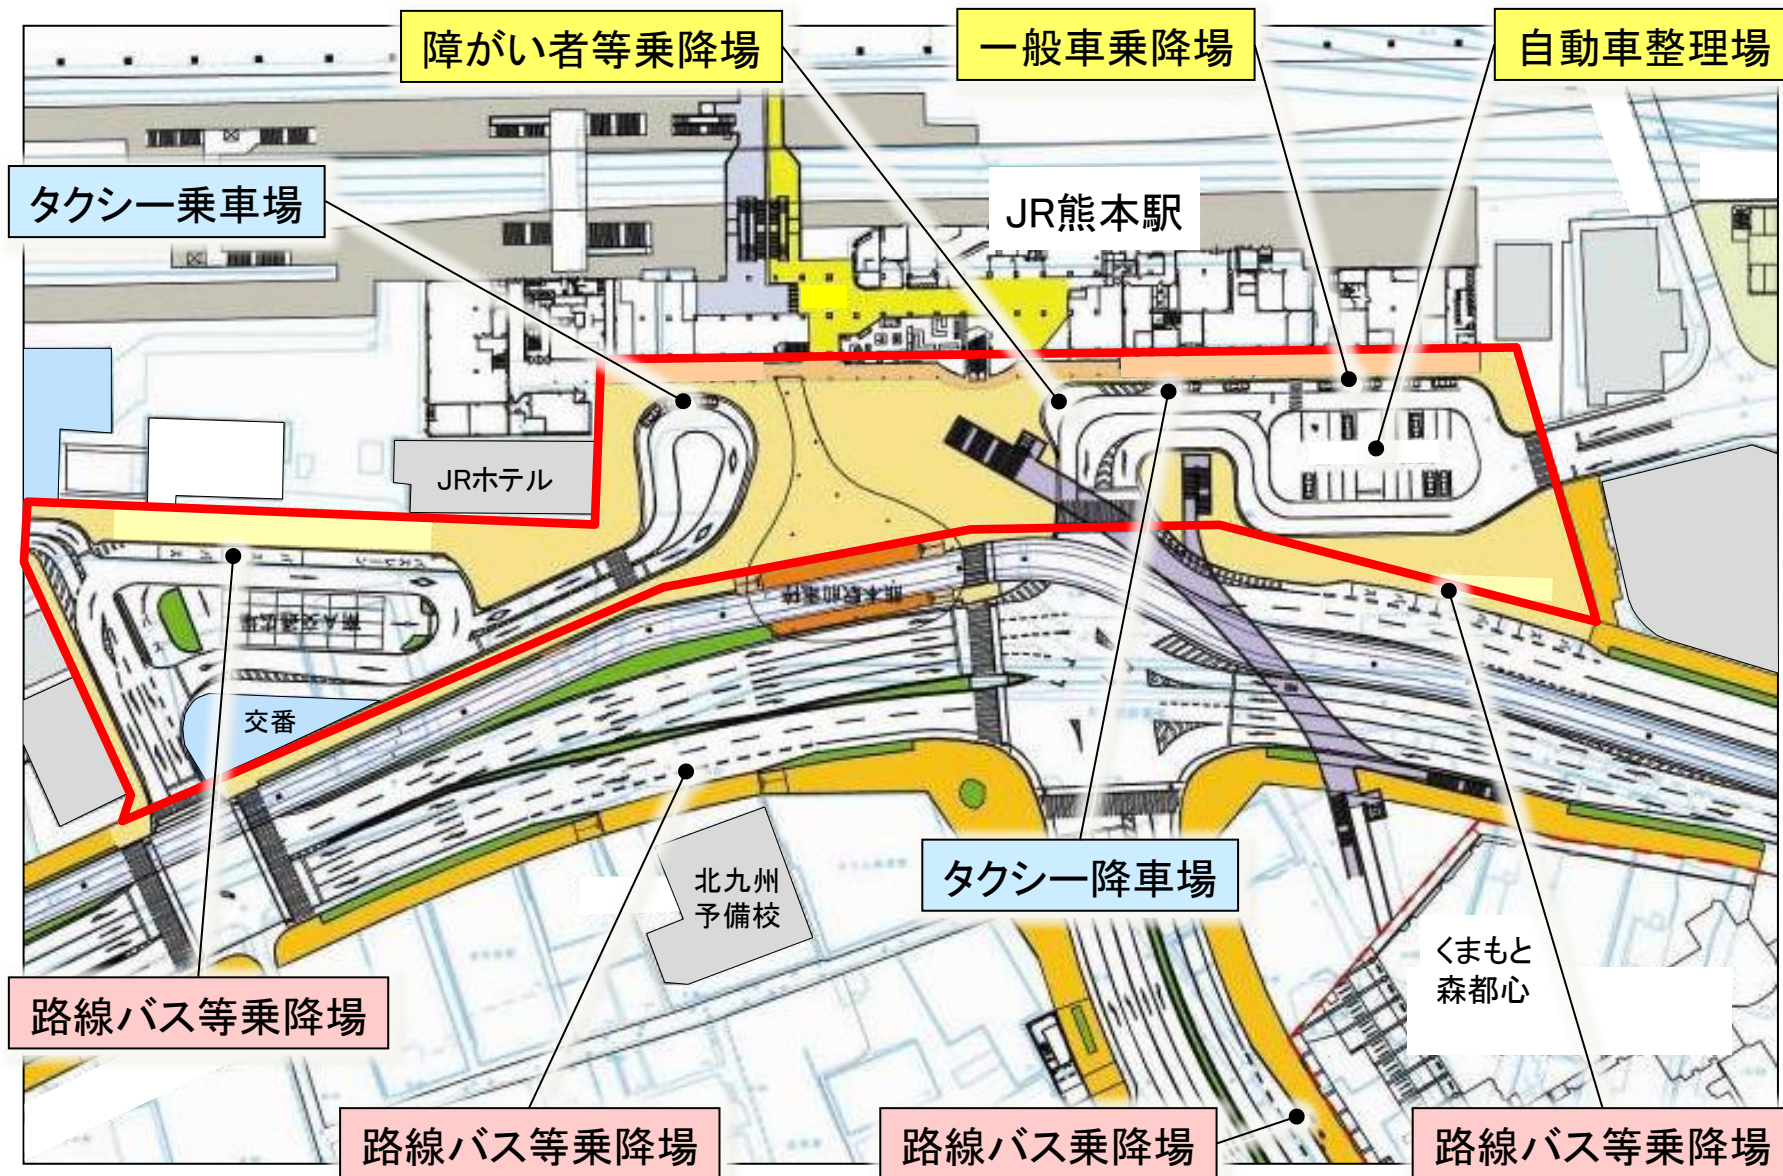 障がい者等乗降場
一般車乗降場
自動車整理場
タクシー乗車場
JR熊本駅
JRホテル
交番
北九州
予備校
タクシー降車場
くまもと
森都心
路線バス等乗降場
路線バス等乗降場
路線バス乗降場
路線バス等乗降場